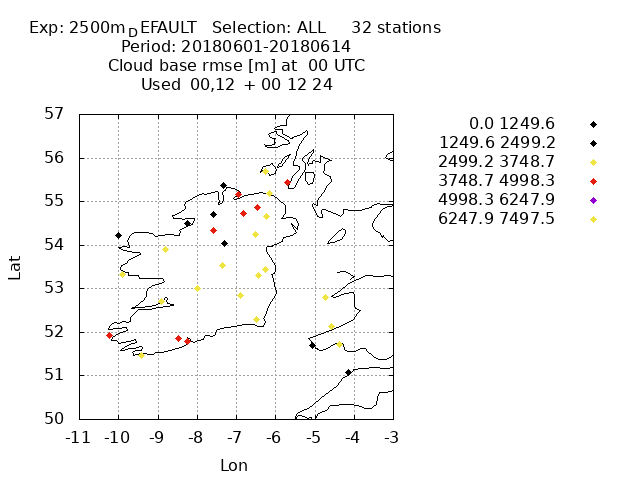 Exp: 2500mDEFAULT Selection: ALL 32 stations
Period: 20180601-20180614
Cloud base rmse [m] at 00 UTC
Used 00,12 + 00 12 24
0.0 1249.6
1249.6 2499.2
2499.2 3748.7
3748.7 4998.3
4998.3 6247.9
6247.9 7497.5
57
56
55
54
53
52
51
50
Lat
-11 -10 -9 -8 -7 -6 -5 -4 -3
Lon